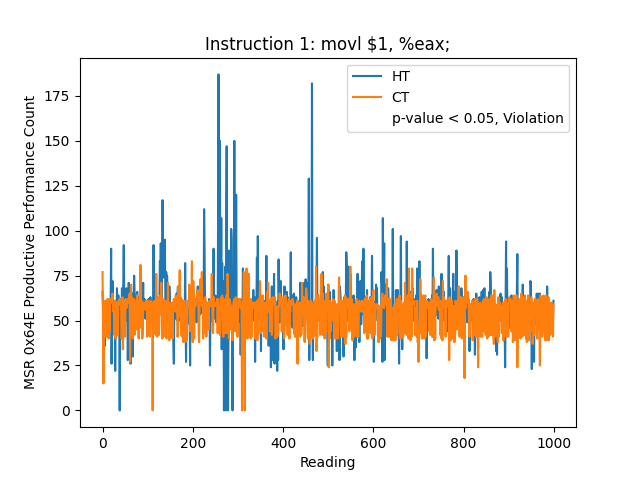 Instruction 1: movl $1, %eax;
HT
CT
p-value < 0.05, Violation
MSR 0x64E Productive Performance Count
175
150
125
100
75
50
25
0
0 200 400 600 800 1000
Reading